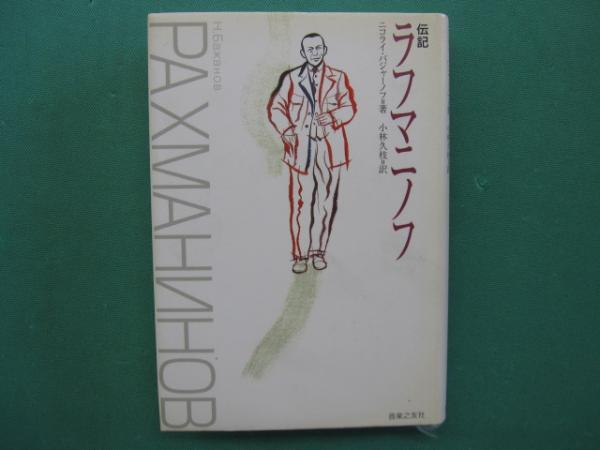 伝記
ラフマニノフ
ニコライ・バジャーノフ=著 小林久枝=訳
Н.Бажанов
РАХМАНИНОВ
音楽之友社